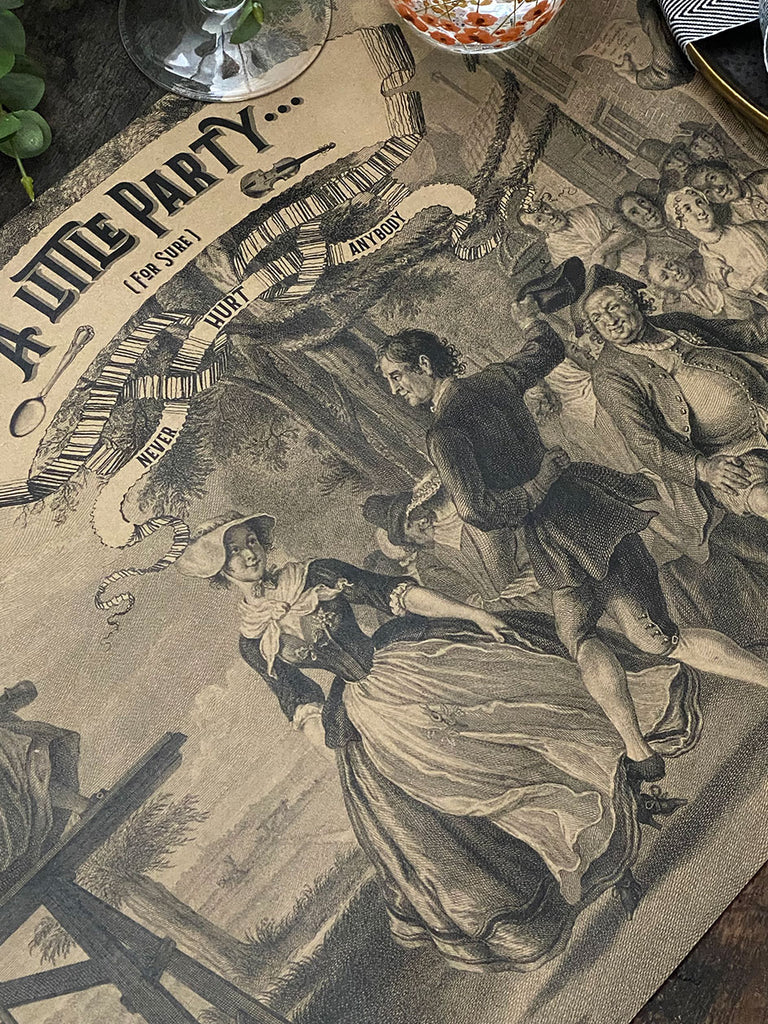 A LITTLE PARTY...
[FOR SURE]
NEVER
HURT
ANYBODY